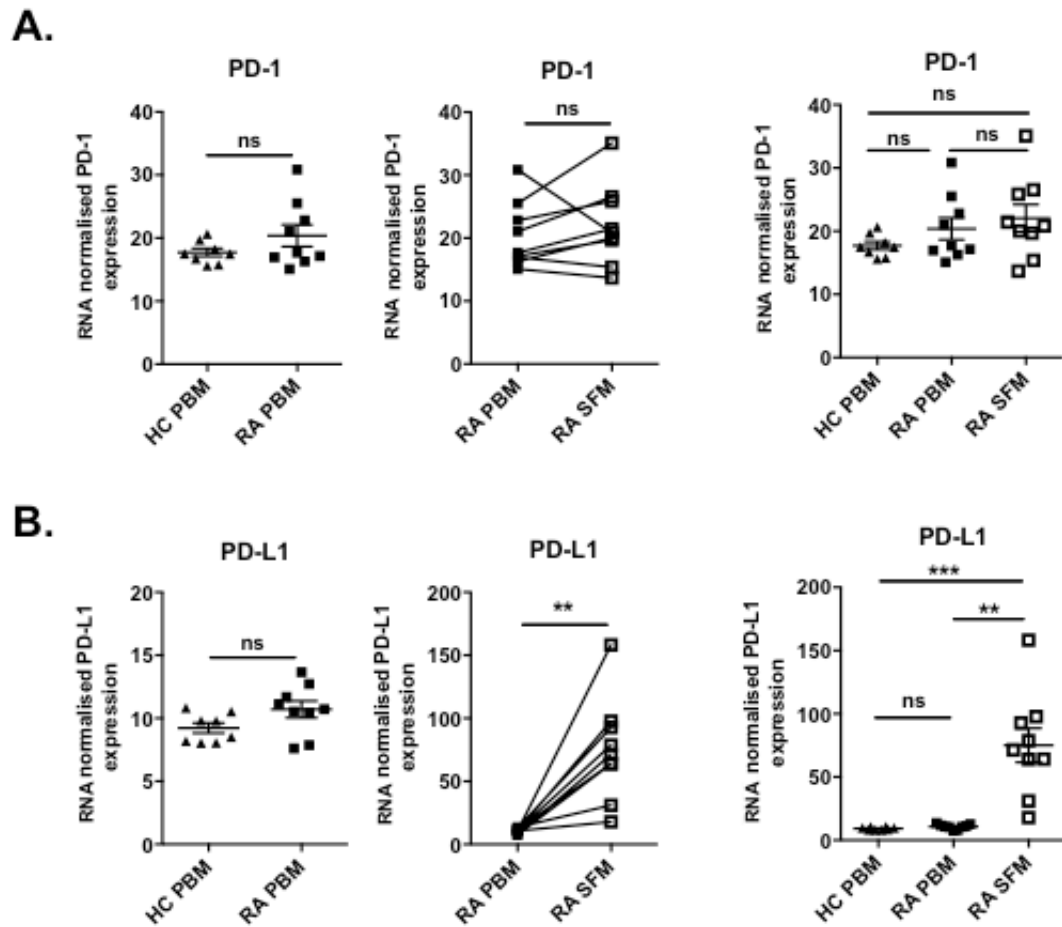 A.
PD-1
RNA normalised PD-1
expression
40
30
20
10
0
ns
HC PBM
RA PBM
PD-1
RNA normalised PD-1
expression
40
30
20
10
0
ns
RA PBM
RA SFM
PD-1
RNA normalised PD-1
expression
40
30
20
10
0
ns
ns
ns
HC PBM
RA PBM
RA SFM
B.
PD-L1
RNA normalised PD-L1
expression
20
15
10
5
0
ns
HC PBM
RA PBM
PD-L1
RNA normalised PD-L1
expression
200
150
100
50
0
**
RA PBM
RA SFM
PD-L1
RNA normalised PD-L1
expression
200
150
100
50
0
***
**
ns
HC PBM
RA PBM
RA SFM